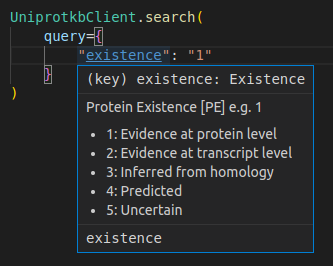 UniprotkbClient.search(
query={
"existence": "1"
(key) existence: Existence
}
)
Protein Existence [PE] e.g. 1
• 1: Evidence at protein level
• 2: Evidence at transcript level
• 3: Inferred from homology
• 4: Predicted
• 5: Uncertain
existence